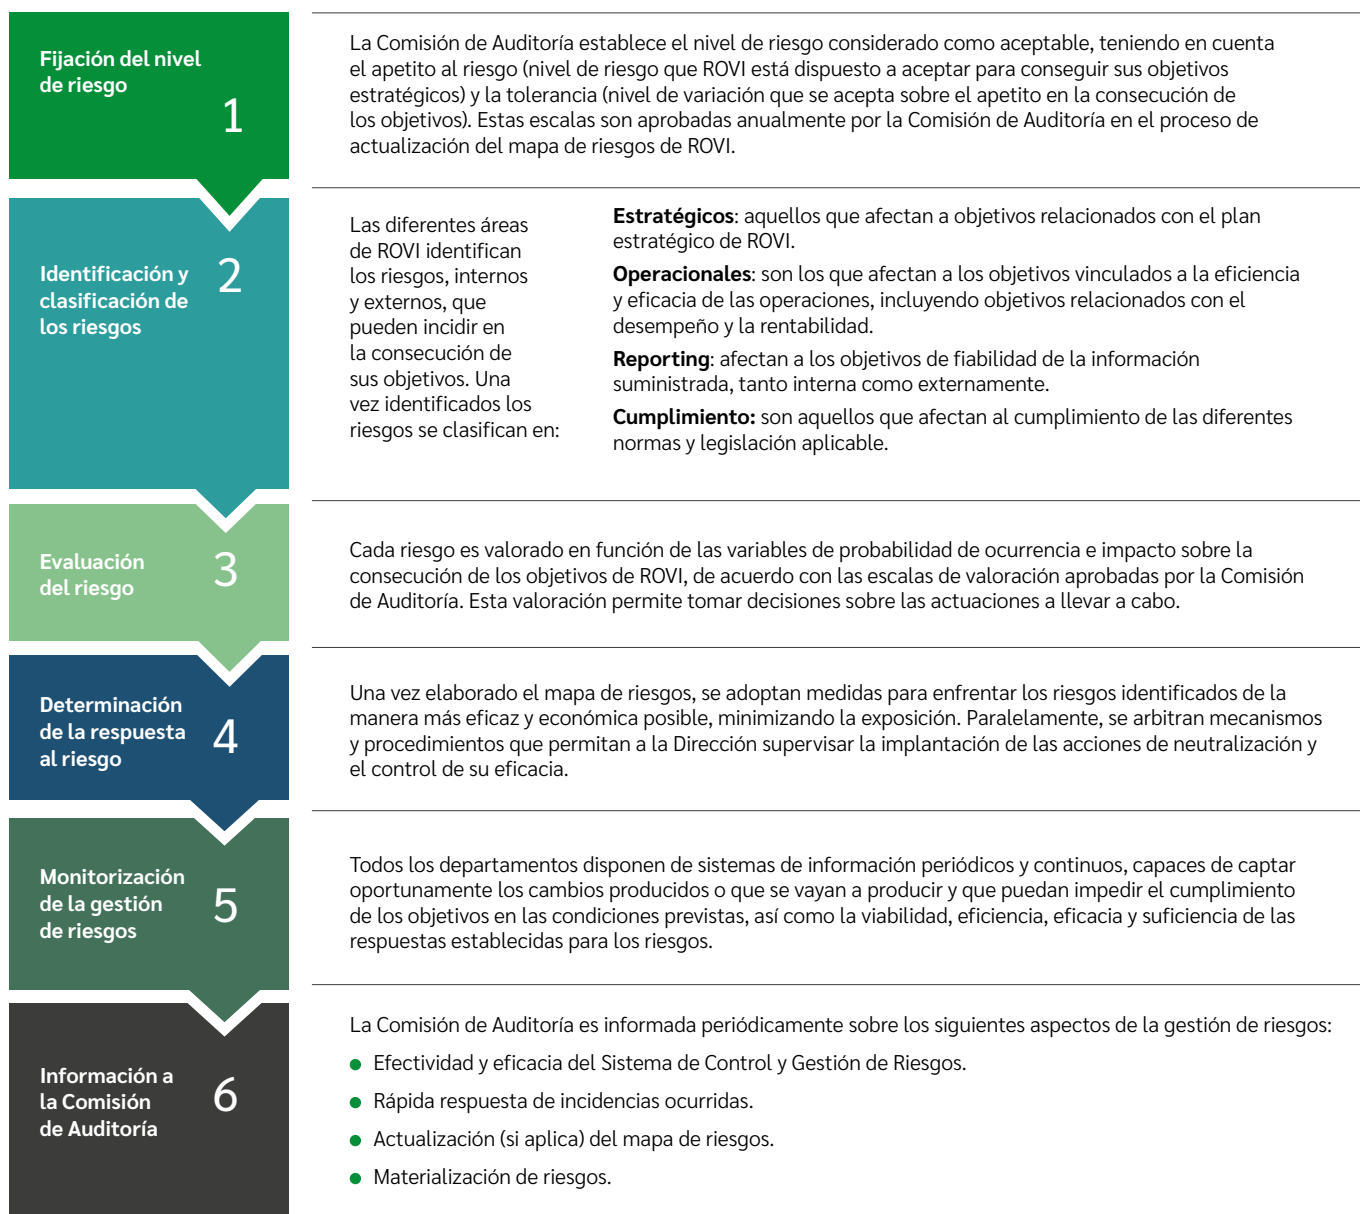 Fijación del nivel
de riesgo
1
La Comisión de Auditoría establece el nivel de riesgo considerado como aceptable, teniendo en cuenta
el apetito al riesgo (nivel de riesgo que ROVI está dispuesto a aceptar para conseguir sus objetivos
estratégicos) y la tolerancia (nivel de variación que se acepta sobre el apetito en la consecución de
los objetivos). Estas escalas son aprobadas anualmente por la Comisión de Auditoría en el proceso de
actualización del mapa de riesgos de ROVI.
Identificación y
clasificación de
los riesgos
2
Las diferentes áreas
de ROVI identifican
los riesgos, internos
y externos, que
pueden incidir en
la consecución de
sus objetivos. Una
vez identificados los
riesgos se clasifican en:
Estratégicos: aquellos que afectan a objetivos relacionados con el plan
estratégico de ROVI.
Operacionales: son los que afectan a los objetivos vinculados a la eficiencia
y eficacia de las operaciones, incluyendo objetivos relacionados con el
desempeño y la rentabilidad.
Reporting: afectan a los objetivos de fiabilidad de la información
suministrada, tanto interna como externamente.
Cumplimiento: son aquellos que afectan al cumplimiento de las diferentes
normas y legislación aplicable.
Evaluación
del riesgo
3
Cada riesgo es valorado en función de las variables de probabilidad de ocurrencia e impacto sobre la
consecución de los objetivos de ROVI, de acuerdo con las escalas de valoración aprobadas por la Comisión
de Auditoría. Esta valoración permite tomar decisiones sobre las actuaciones a llevar a cabo.
Determinación
de la respuesta
al riesgo
4
Una vez elaborado el mapa de riesgos, se adoptan medidas para enfrentar los riesgos identificados de la
manera más eficaz y económica posible, minimizando la exposición. Paralelamente, se arbitran mecanismos
y procedimientos que permitan a la Dirección supervisar la implantación de las acciones de neutralización y
el control de su eficacia.
Monitorización
de la gestión
de riesgos
5
Todos los departamentos disponen de sistemas de información periódicos y continuos, capaces de captar
oportunamente los cambios producidos o que se vayan a producir y que puedan impedir el cumplimiento
de los objetivos en las condiciones previstas, así como la viabilidad, eficiencia, eficacia y suficiencia de las
respuestas establecidas para los riesgos.
Información a
la Comisión
de Auditoría
6
La Comisión de Auditoría es informada periódicamente sobre los siguientes aspectos de la gestión de riesgos:
● Efectividad y eficacia del Sistema de Control y Gestión de Riesgos.
● Rápida respuesta de incidencias ocurridas.
● Actualización (si aplica) del mapa de riesgos.
● Materialización de riesgos.